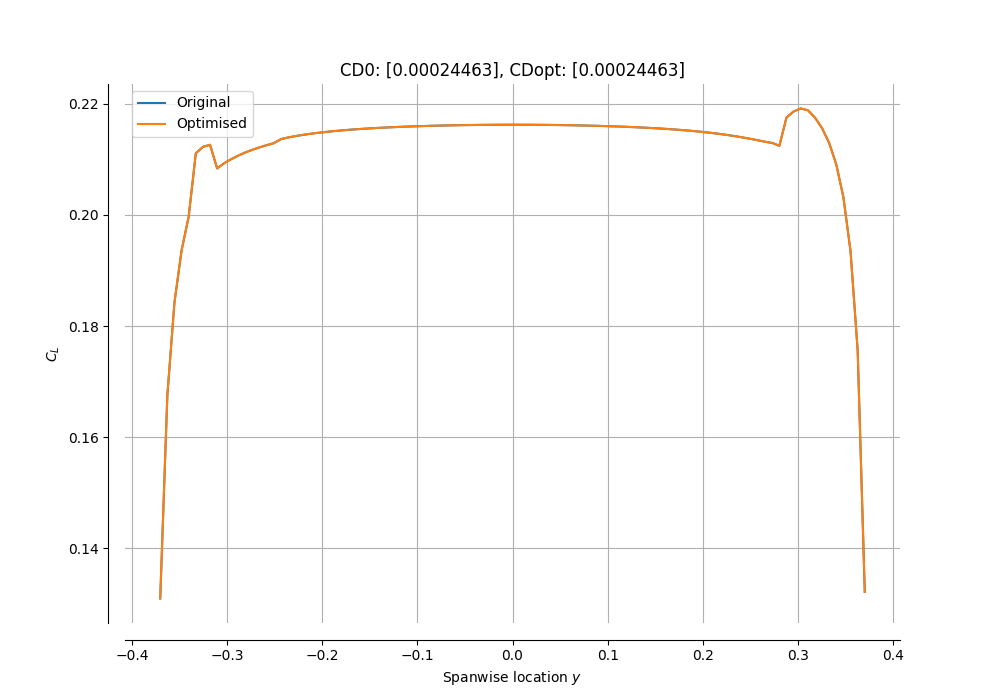 CD0: [0.00024463], CDopt: [0.00024463]
Original
Optimised
0.22
0.20
0.18
0.16
0.14
C_L
−0.4 −0.3 −0.2 −0.1 0.0 0.1 0.2 0.3 0.4
Spanwise location y